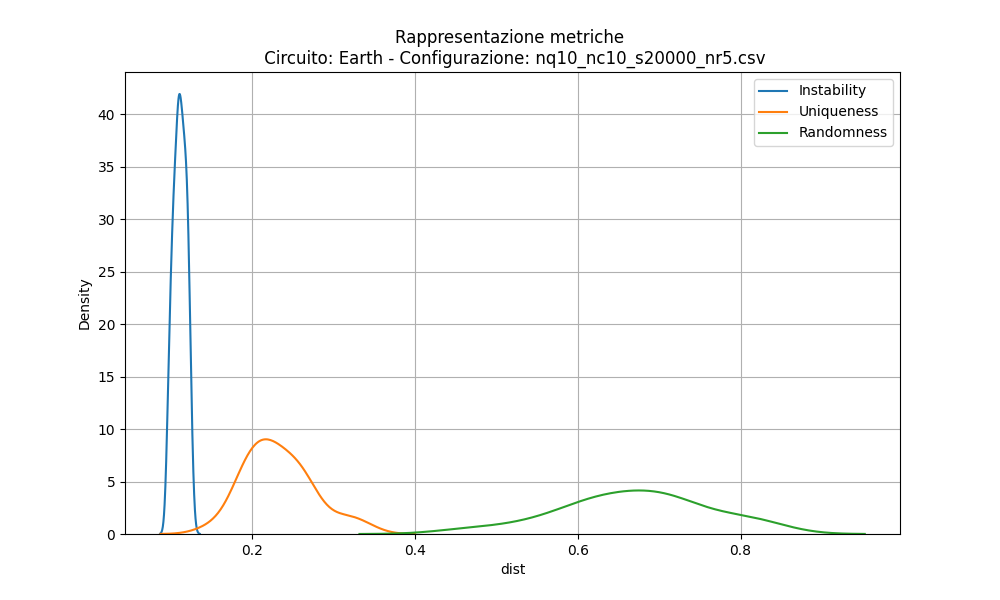 Rappresentazione metriche
Circuito: Earth - Configurazione: nq10_nc10_s20000_nr5.csv
Instability
Uniqueness
Randomness
40
35
30
25
20
15
10
5
0
Density
0.2
0.4
0.6
0.8
dist